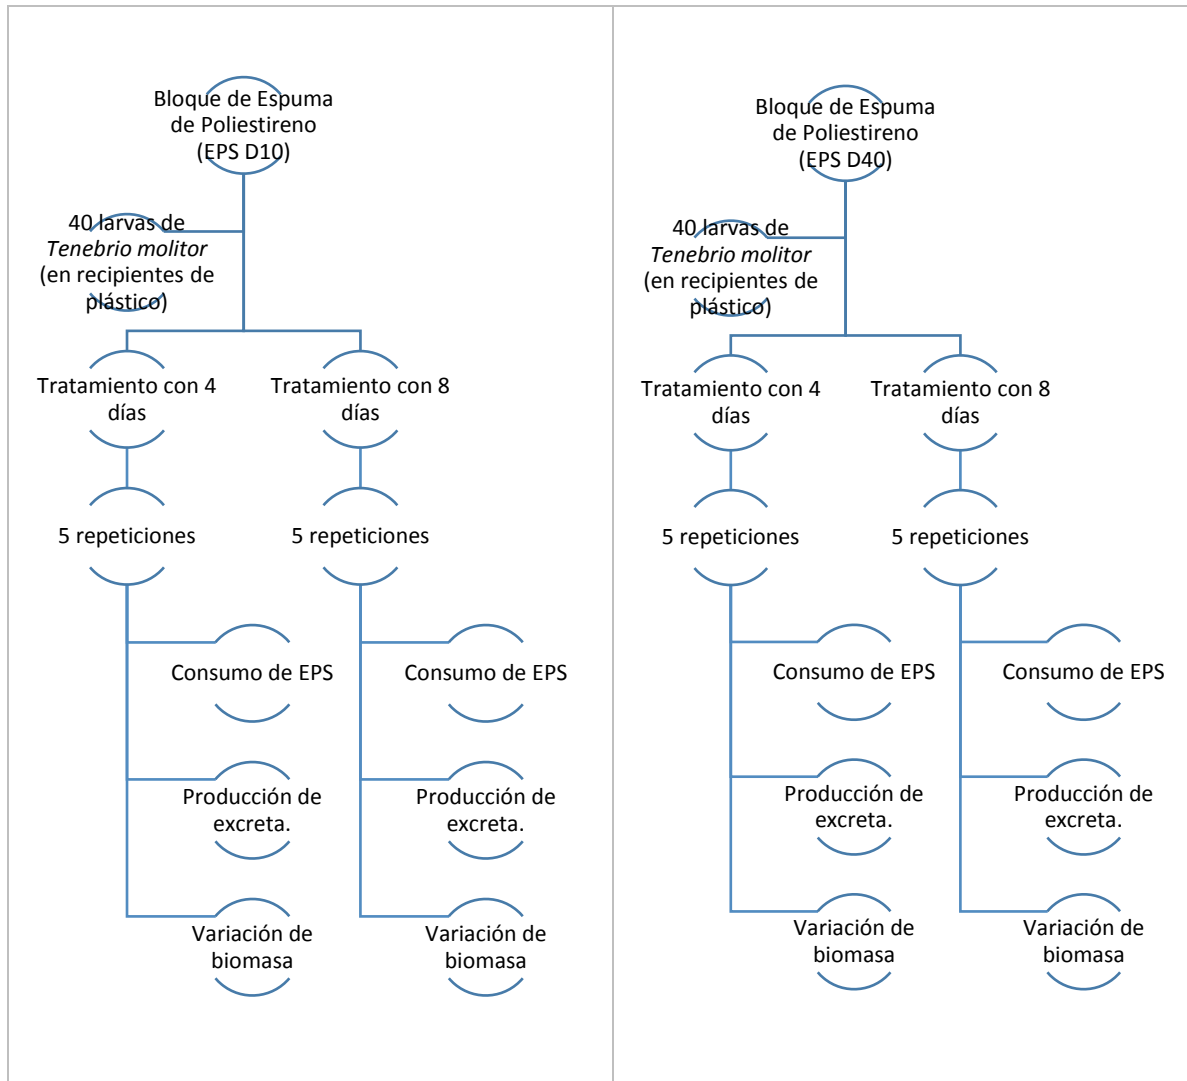 Bloque de Espuma
de Poliestireno
(EPS D10)
40 larvas de
Tenebrio molitor
(en recipientes de
plástico)
Tratamiento con 4
días
Tratamiento con 8
días
5 repeticiones
5 repeticiones
Consumo de EPS
Consumo de EPS
Producción de
excreta.
Producción de
excreta.
Variación de
biomasa
Variación de
biomasa
Bloque de Espuma
de Poliestireno
(EPS D40)
40 larvas de
Tenebrio molitor
(en recipientes de
plástico)
Tratamiento con 4
días
Tratamiento con 8
días
5 repeticiones
5 repeticiones
Consumo de EPS
Consumo de EPS
Producción de
excreta.
Producción de
excreta.
Variación de
biomasa
Variación de
biomasa